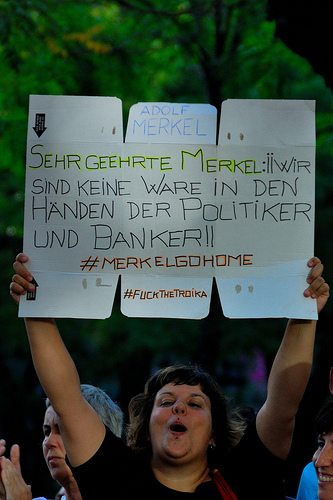 ADOLF
MERKEL
SEHR GEEHRTE MERKEL:¡¡WIR
SIND KEINE WARE IN DEN
HÄNDEN DER POLITIKER
UND BANKER!!
#MERKELGOHOME
#FUCKTHETROIKA